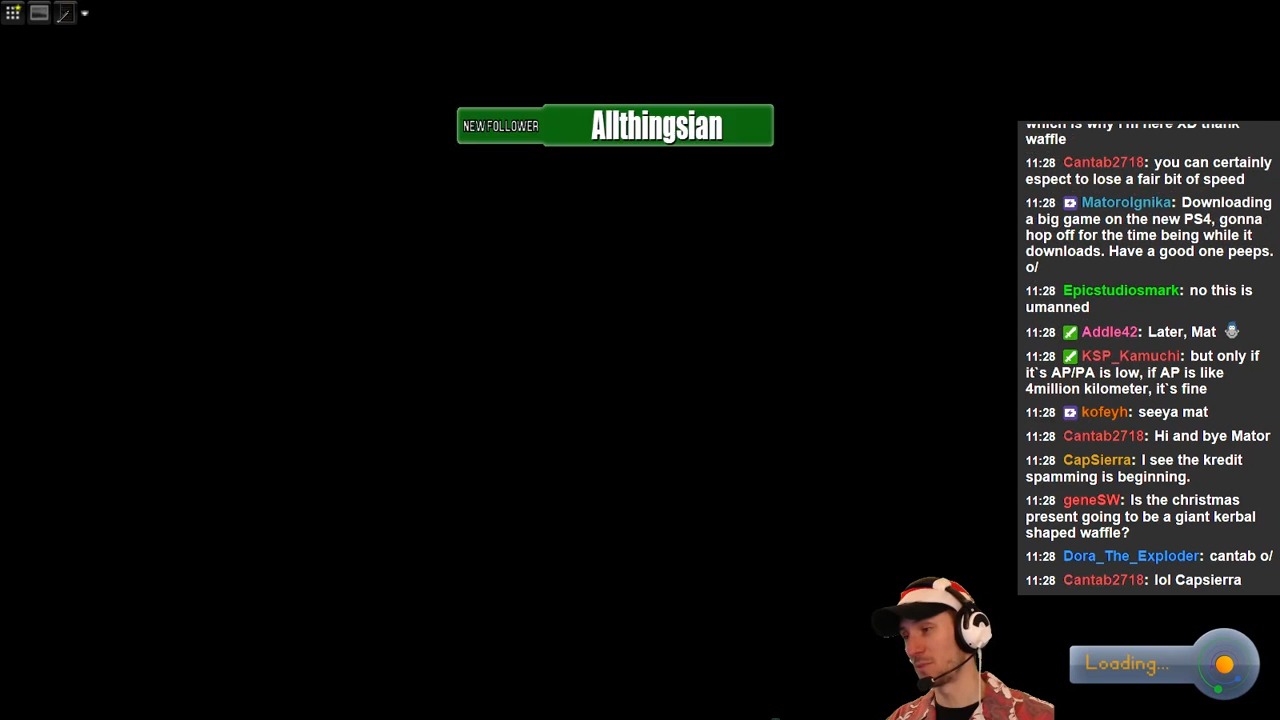 NEW FOLLOWER
Allthingsian
which is why I'm here XD thank
waffle
11:28 Cantab2718: you can certainly
espect to lose a fair bit of speed
11:28 MatoroIgnika: Downloading
a big game on the new PS4, gonna
hop off for the time being while it
downloads. Have a good one peeps.
o/
11:28 Epicstudiosmark: no this is
umanned
11:28 Addle42: Later, Mat
11:28 KSP_Kamuchi: but only if
it`s AP/PA is low, if AP is like
4million kilometer, it`s fine
11:28 kofeyh: seeya mat
11:28 Cantab2718: Hi and bye Mator
11:28 CapSierra: I see the kredit
spamming is beginning.
11:28 geneSW: Is the christmas
present going to be a giant kerbal
shaped waffle?
11:28 Dora_The_Exploder: cantab o/
11:28 Cantab2718: lol Capsierra
Loading...